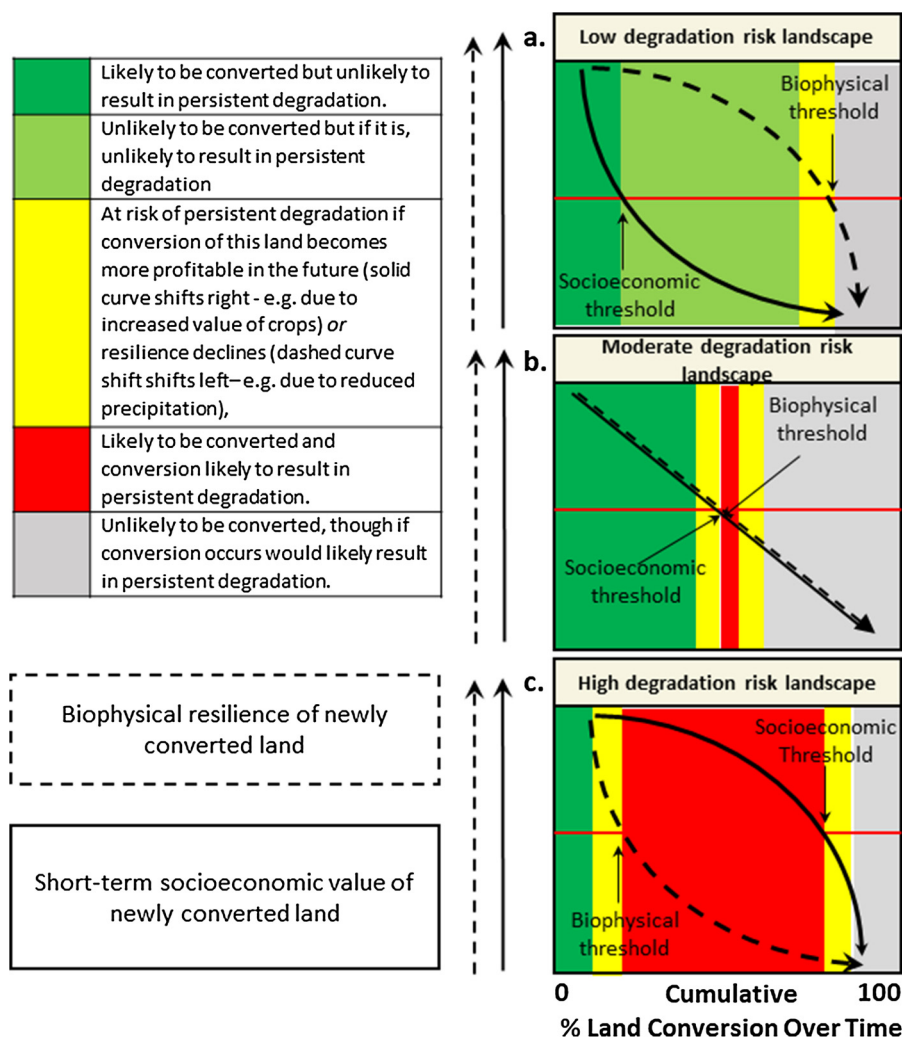 Likely to be converted but unlikely to
result in persistent degradation.
Unlikely to be converted but if it is,
unlikely to result in persistent
degradation
At risk of persistent degradation if
conversion of this land becomes
more profitable in the future (solid
curve shifts right - e.g. due to
increased value of crops) or
resilience declines (dashed curve
shift shifts left– e.g. due to reduced
precipitation),
Likely to be converted and
conversion likely to result in
persistent degradation.
Unlikely to be converted, though if
conversion occurs would likely result
in persistent degradation.
Biophysical resilience of newly
converted land
Short-term socioeconomic value of
newly converted land
a.
Low degradation risk landscape
Biophysical
threshold
Socioeconomic
threshold
b.
Moderate degradation risk
landscape
Biophysical
threshold
Socioeconomic
threshold
c.
High degradation risk landscape
Socioeconomic
Threshold
Biophysical
threshold
0 Cumulative 100
% Land Conversion Over Time